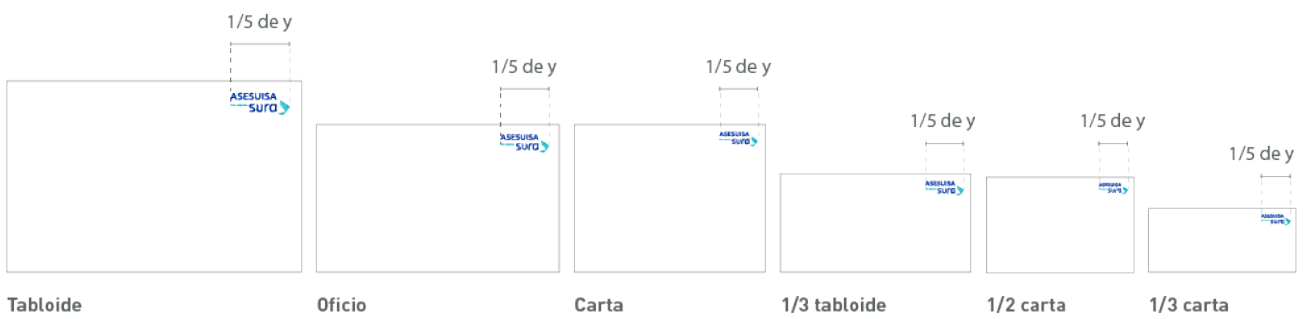 1/5 de y
ASESUISA
sura
Tabloide
1/5 de y
ASESUISA
sura
Oficio
1/5 de y
ASESUISA
sura
Carta
1/5 de y
ASESUISA
sura
1/3 tabloide
1/5 de y
ASESUISA
sura
1/2 carta
1/5 de y
ASESUISA
sura
1/3 carta